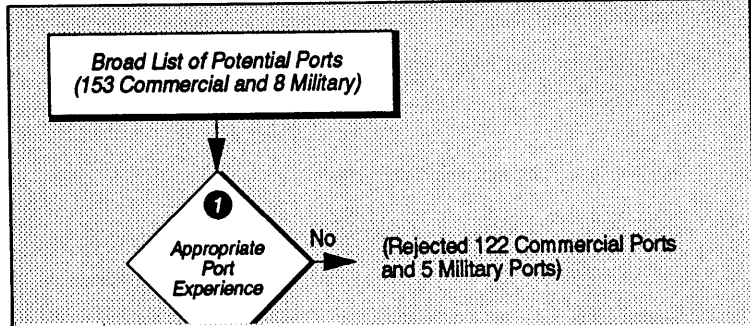 Broad List of Potential Ports
(153 Commercial and 8 Military)
1
Appropriate
Port
Experience
No
(Rejected 122 Commercial Ports
and 5 Military Ports)